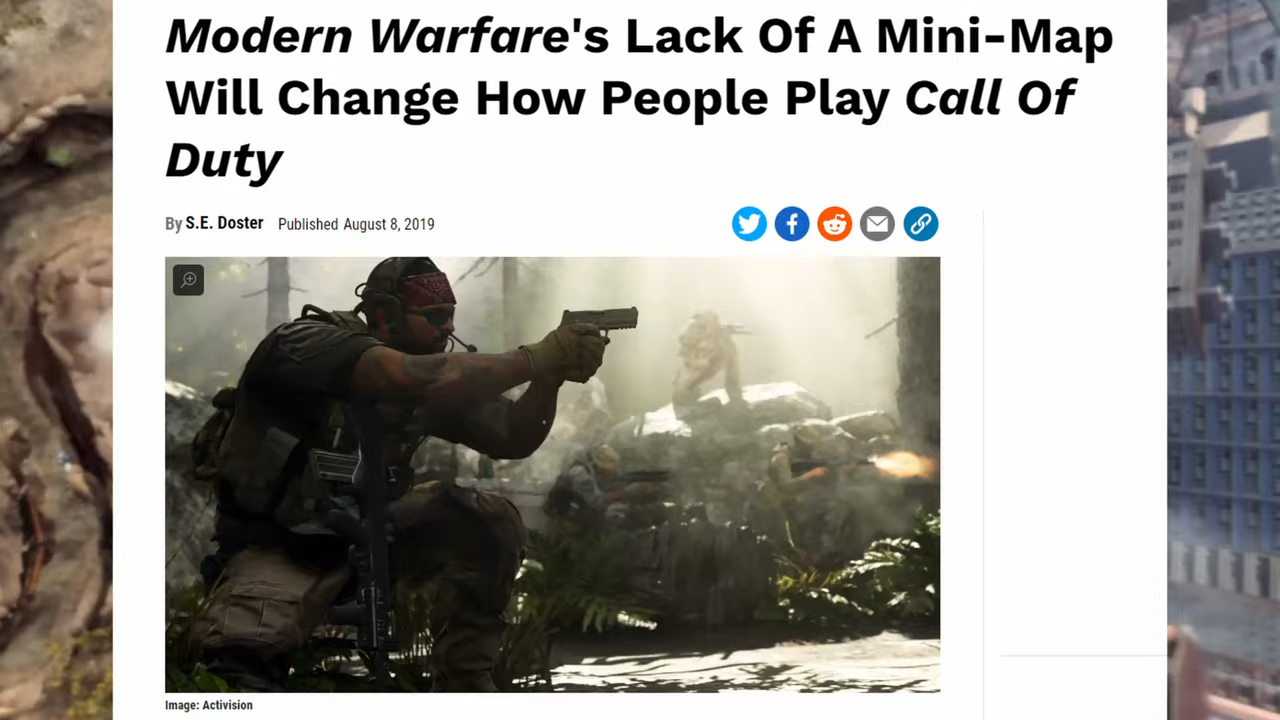 Modern Warfare's Lack Of A Mini-Map
Will Change How People Play Call Of
Duty
By S.E. Doster Published August 8, 2019
Image: Activision